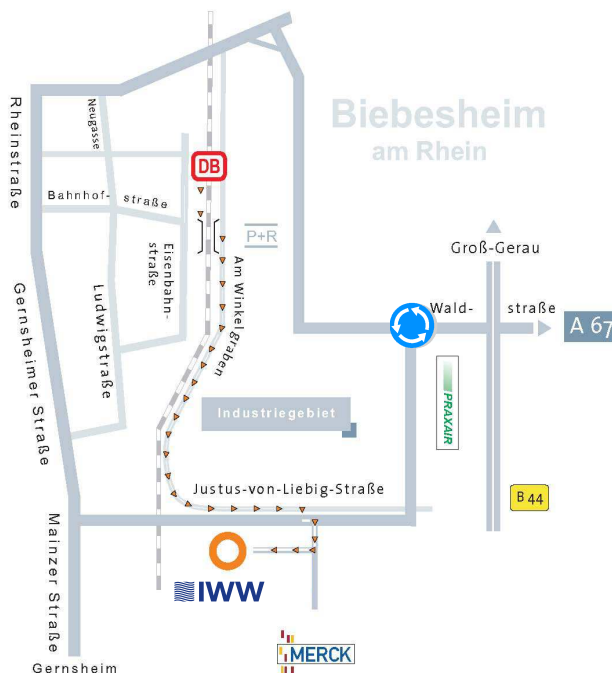 Biebesheim
am Rhein
Rheinstraße
Neugasse
DB
Bahnhof-
straße
P+R
Groß-Gerau
Eisenbahn-
straße
Am Winkelgraben
Ludwigstraße
Gernsheimer Straße
Wald-
straße
A 67
PRAXAIR
Industriegebiet
Justus-von-Liebig-Straße
B 44
Mainzer Straße
IWW
MERCK
Gernsheim